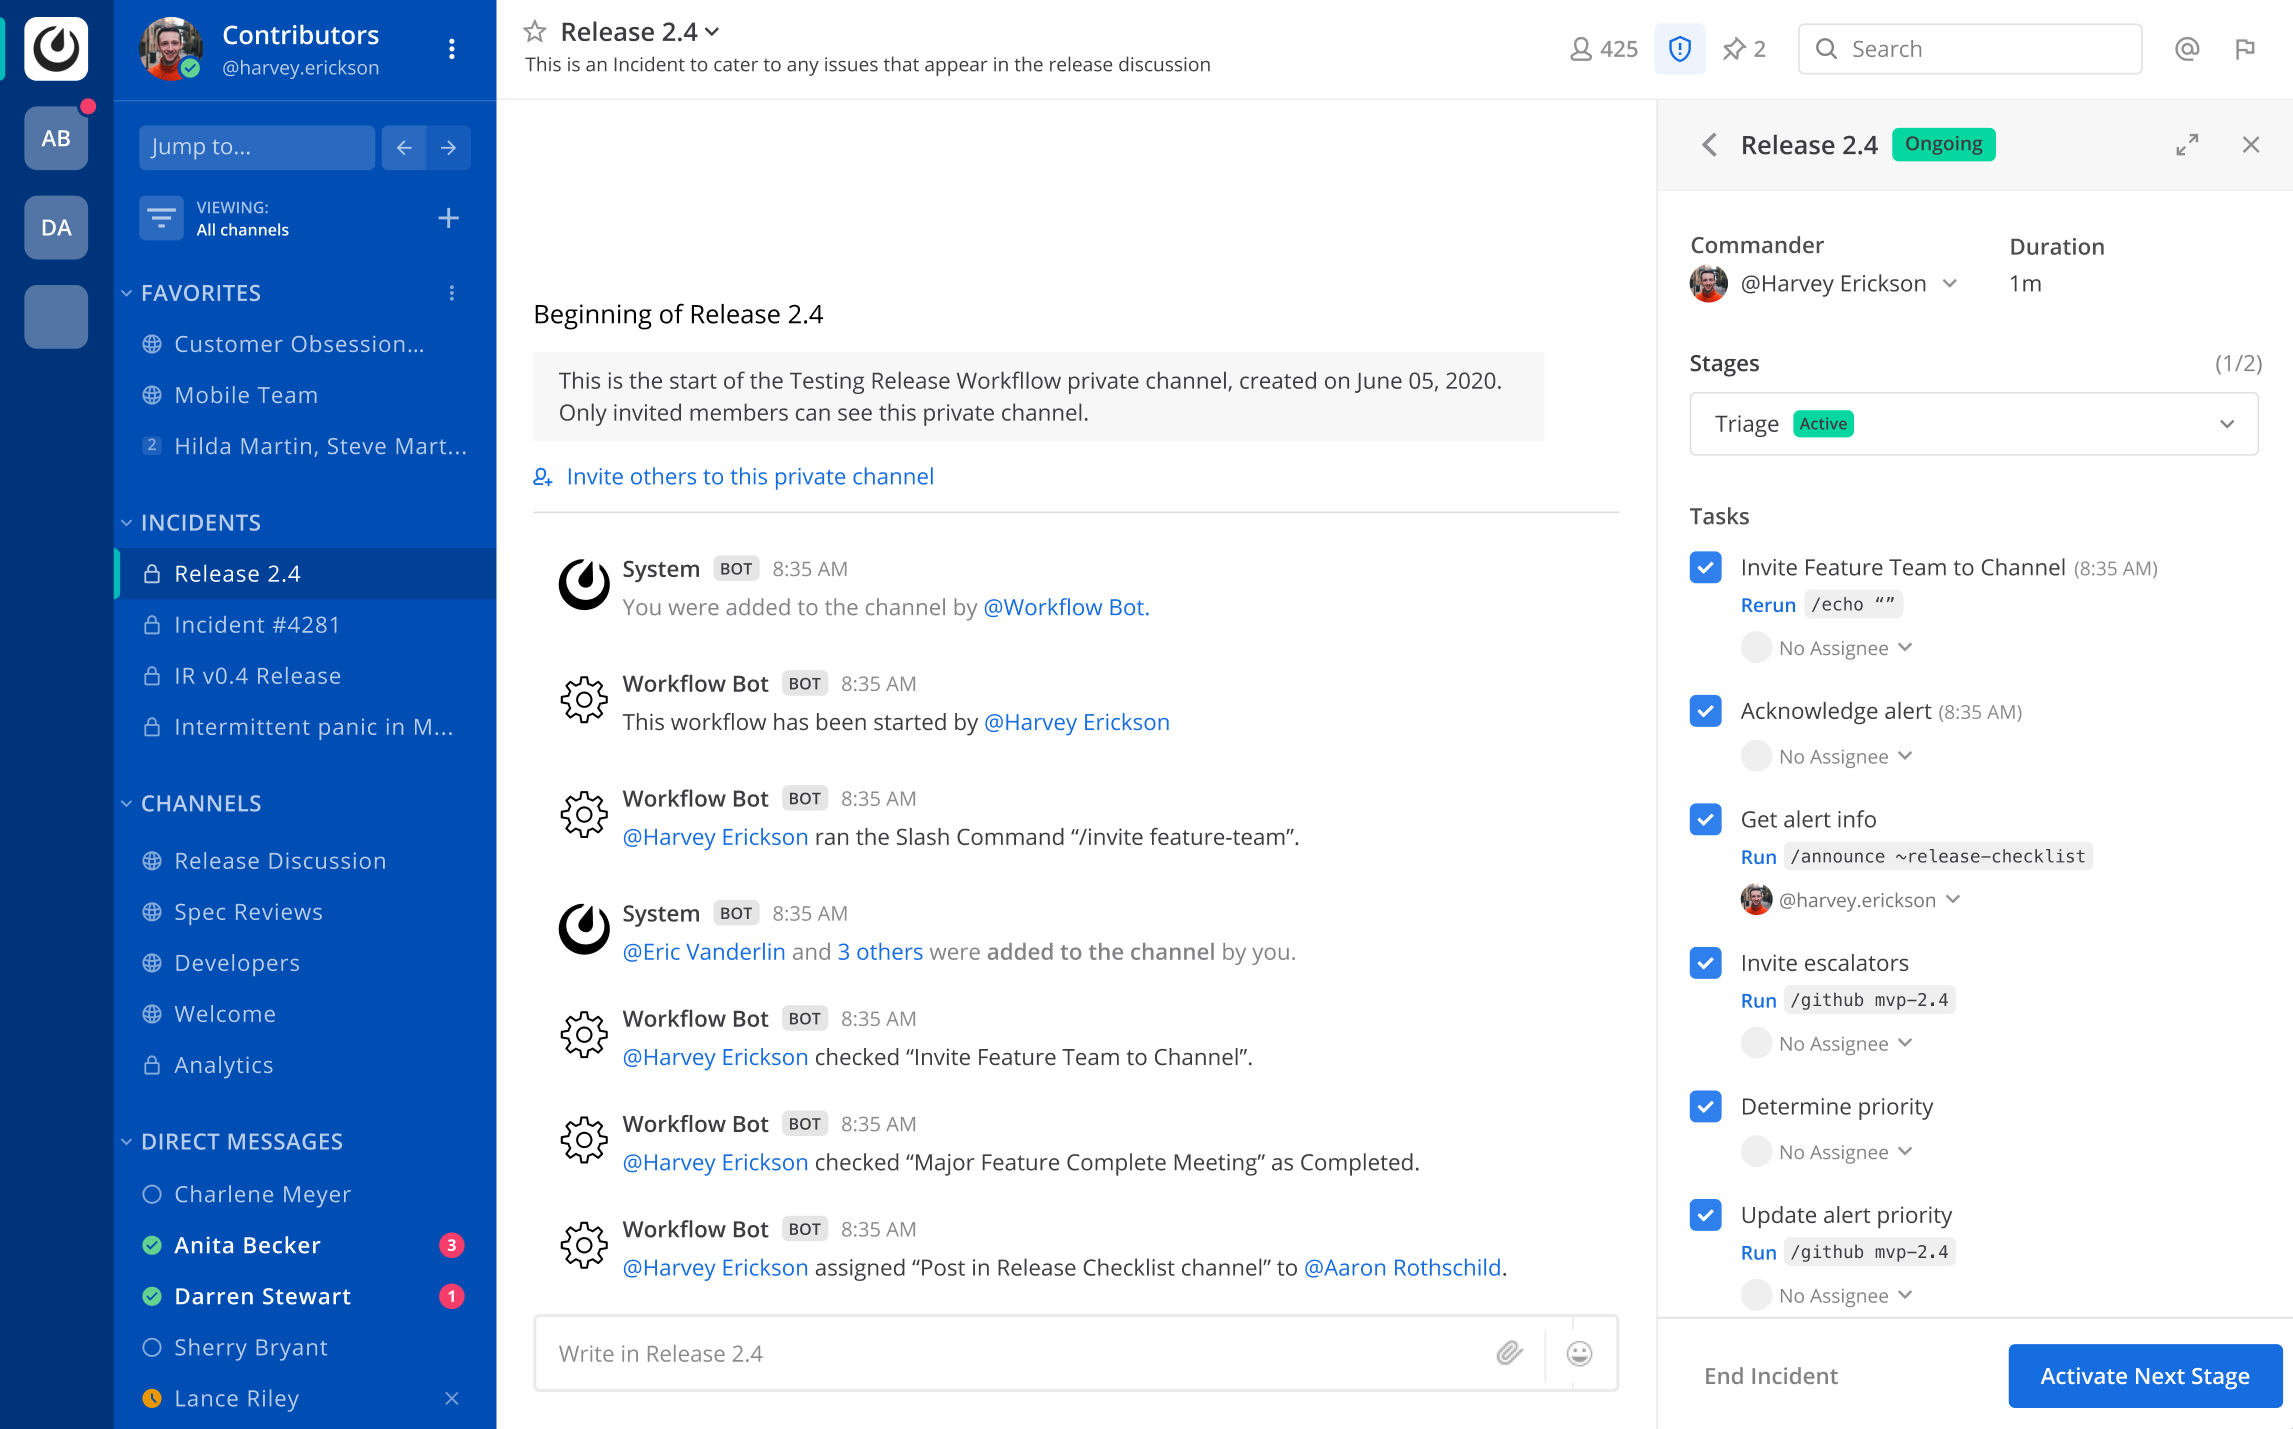 Contributors
@harvey.erickson
AB
DA
Jump to...
VIEWING:
All channels
FAVORITES
Customer Obsession...
Mobile Team
2 Hilda Martin, Steve Mart...
INCIDENTS
Release 2.4
Incident #4281
IR v0.4 Release
Intermittent panic in M...
CHANNELS
Release Discussion
Spec Reviews
Developers
Welcome
Analytics
DIRECT MESSAGES
Charlene Meyer
Anita Becker 3
Darren Stewart 1
Sherry Bryant
Lance Riley
Release 2.4
This is an Incident to cater to any issues that appear in the release discussion
425
2
Search
Beginning of Release 2.4
This is the start of the Testing Release Workfllow private channel, created on June 05, 2020.
Only invited members can see this private channel.
Invite others to this private channel
System BOT 8:35 AM
You were added to the channel by @Workflow Bot.
Workflow Bot BOT 8:35 AM
This workflow has been started by @Harvey Erickson
Workflow Bot BOT 8:35 AM
@Harvey Erickson ran the Slash Command “/invite feature-team”.
System BOT 8:35 AM
@Eric Vanderlin and 3 others were added to the channel by you.
Workflow Bot BOT 8:35 AM
@Harvey Erickson checked “Invite Feature Team to Channel”.
Workflow Bot BOT 8:35 AM
@Harvey Erickson checked “Major Feature Complete Meeting” as Completed.
Workflow Bot BOT 8:35 AM
@Harvey Erickson assigned “Post in Release Checklist channel” to @Aaron Rothschild.
Write in Release 2.4
Release 2.4 Ongoing
Commander
@Harvey Erickson
Duration
1m
Stages (1/2)
Triage Active
Tasks
Invite Feature Team to Channel (8:35 AM)
Rerun /echo “”
No Assignee
Acknowledge alert (8:35 AM)
No Assignee
Get alert info
Run /announce ~release-checklist
@harvey.erickson
Invite escalators
Run /github mvp-2.4
No Assignee
Determine priority
No Assignee
Update alert priority
Run /github mvp-2.4
No Assignee
End Incident
Activate Next Stage